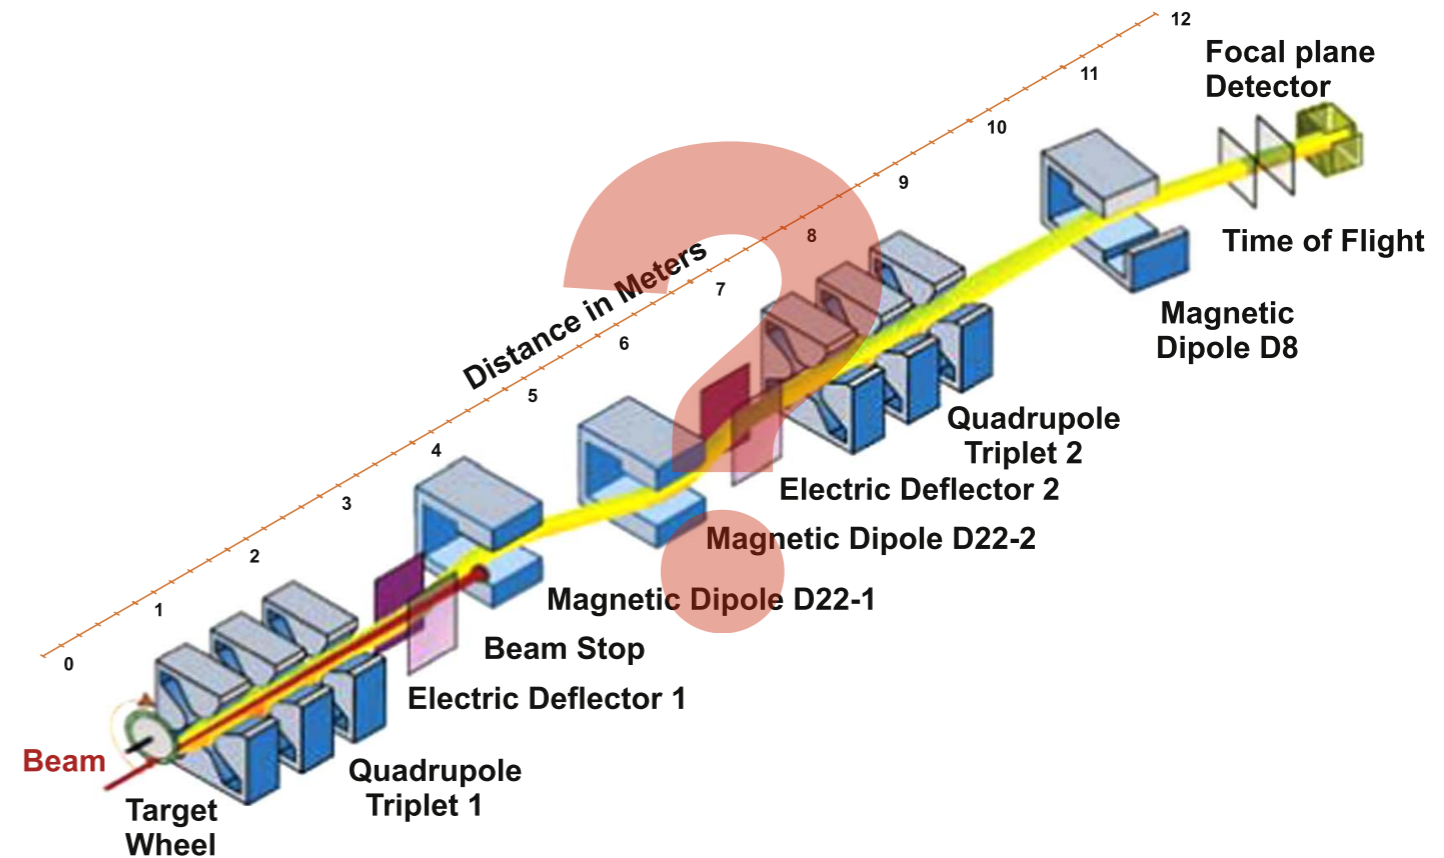 12
Focal plane
Detector
11
10
9
8
Time of Flight
Distance in Meters
7
Magnetic
Dipole D8
6
5
Quadrupole
Triplet 2
4
Electric Deflector 2
3
Magnetic Dipole D22-2
2
Magnetic Dipole D22-1
1
Beam Stop
0
Electric Deflector 1
Beam
Quadrupole
Triplet 1
Target
Wheel
?